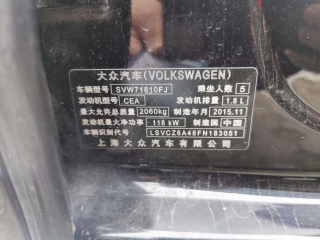 大众汽车(VOLKSWAGEN)
车辆型号 SVW71810FJ 乘坐人数 5
发动机型号 CEA 发动机排量 1.8 L
最大允许总质量 2060kg 制造年月 2015.11
发动机最大净功率 118 kW 制造国 中国
车辆识别代号 LSVCZ6A48FN183051
上海大众汽车有限公司